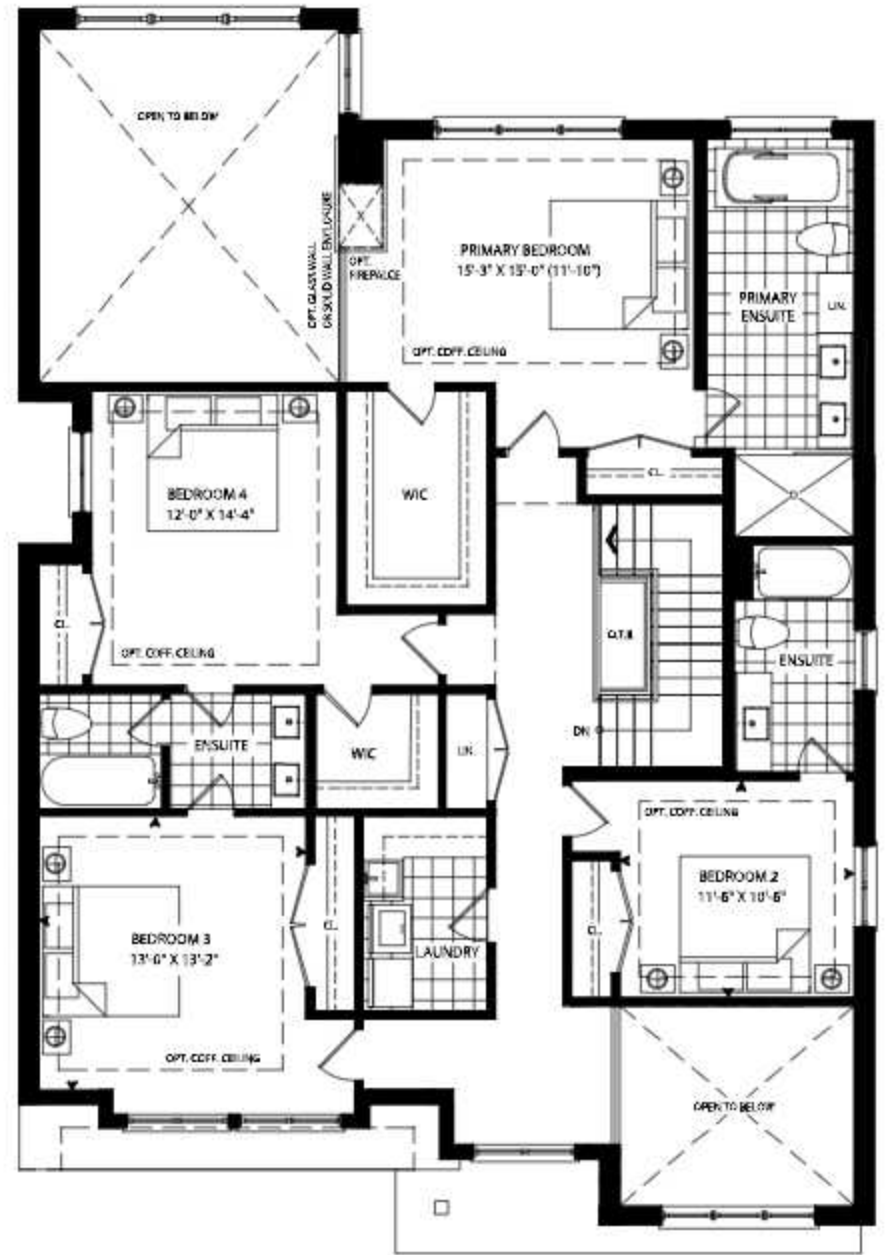 OPEN TO BELOW
OPT. GLASS WALL
OR SOLID WALL ENCLOSURE
OPT.
FIREPALCE
PRIMARY BEDROOM
15'-3" X 15'-0" (11'-10")
OPT. COFF. CEILING
PRIMARY
ENSUITE
LIN.
BEDROOM 4
12'-0" X 14'-4"
WIC
CL.
CL.
OPT. COFF. CEILING
O.T.B
ENSUITE
ENSUITE
WIC
LIN.
DN
OPT. COFF. CEILING
BEDROOM 2
11'-6" X 10'-6"
CL.
BEDROOM 3
13'-6" X 13'-2"
CL.
LAUNDRY
OPT. COFF. CEILING
OPEN TO BELOW